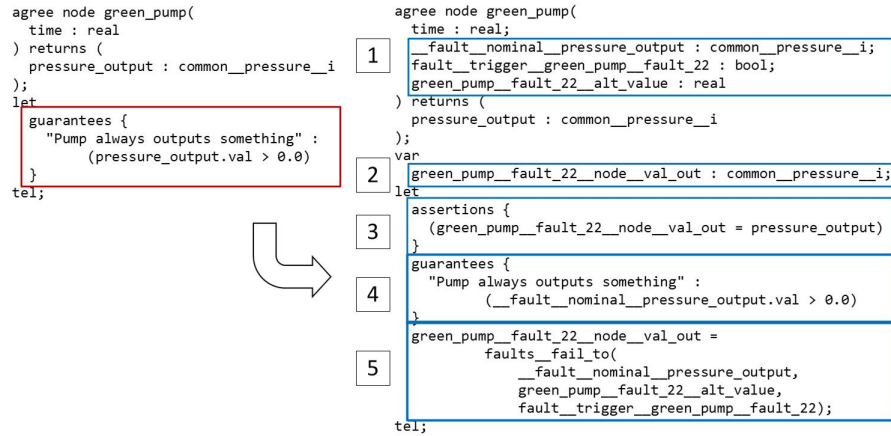 agree node green_pump(
  time : real
) returns (
  pressure_output : common__pressure__i
);
let
  guarantees {
    "Pump always outputs something" :
        (pressure_output.val > 0.0)
  }
tel;
agree node green_pump(
  time : real;
1
  __fault__nominal__pressure_output : common__pressure__i;
  fault__trigger__green_pump__fault_22 : bool;
  green_pump__fault_22__alt_value : real
) returns (
  pressure_output : common__pressure__i
);
var
2
  green_pump__fault_22__node__val_out : common__pressure__i;
let
3
  assertions {
    (green_pump__fault_22__node__val_out = pressure_output)
  }
4
  guarantees {
    "Pump always outputs something" :
          (__fault__nominal__pressure_output.val > 0.0)
  }
5
  green_pump__fault_22__node__val_out =
          faults__fail_to(
              __fault__nominal__pressure_output,
              green_pump__fault_22__alt_value,
              fault__trigger__green_pump__fault_22);
tel;